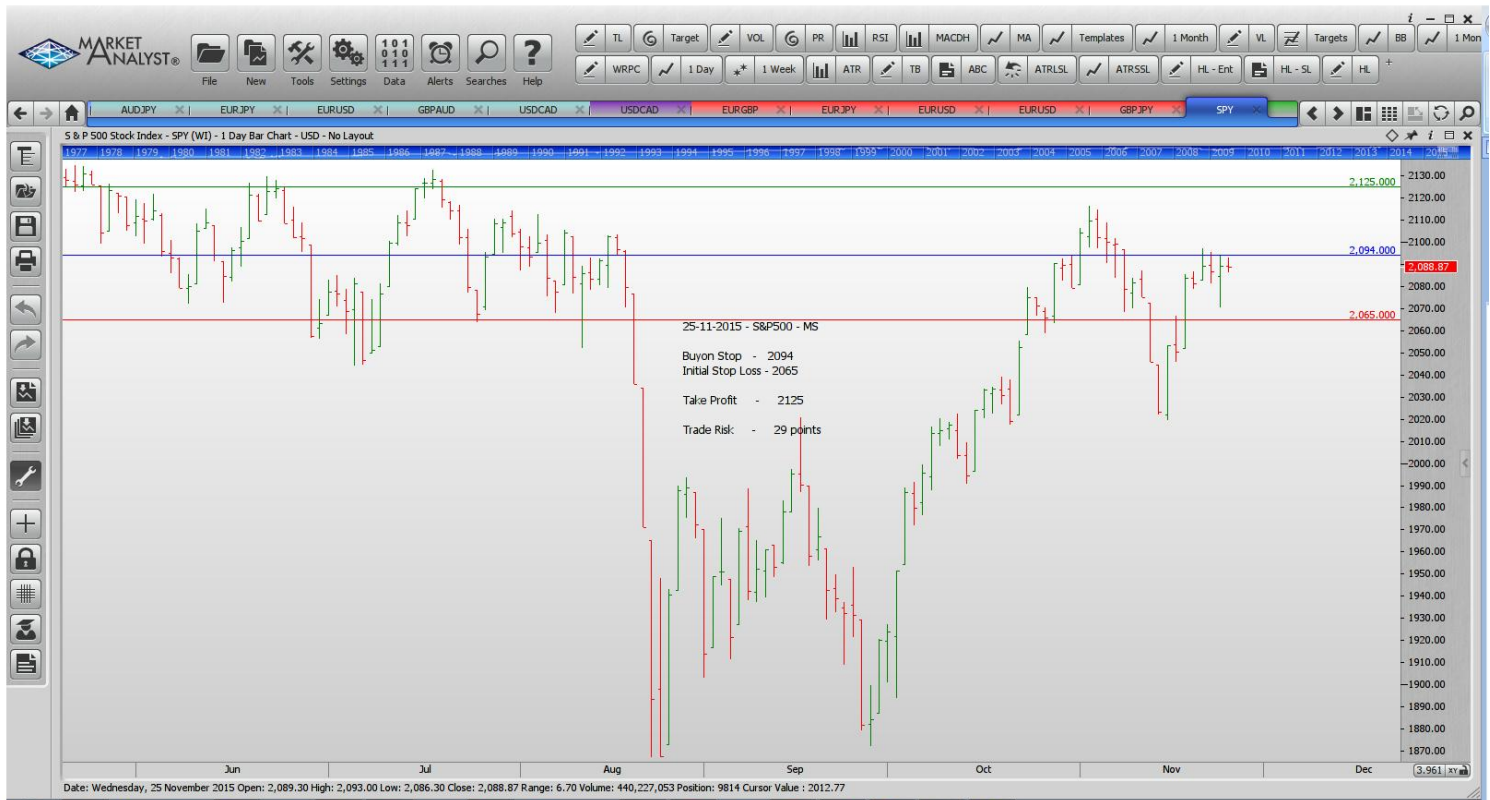 i
MARKET
ANALYST®
File New Tools Settings Data Alerts Searches Help
TL Target VOL PR RSI MACDH MA Templates 1 Month VL Targets BB 1 Mon
WRPC 1 Day 1 Week ATR TB ABC ATRLSL ATRSSL HL - Ent HL - SL HL +
AUDJPY EURJPY EURUSD GBPAUD USDCAD USDCAD EURGBP EURJPY EURUSD EURUSD GBPJPY SPY
S & P 500 Stock Index - SPY (WI) - 1 Day Bar Chart - USD - No Layout
1977 1978 1979 1980 1981 1982 1983 1984 1985 1986 1987 1988 1989 1990 1991 1992 1993 1994 1995 1996 1997 1998 1999 2000 2001 2002 2003 2004 2005 2006 2007 2008 2009 2010 2011 2012 2013 2014
2130.00
2,125.000
2120.00
2110.00
2100.00
2,094.000
2,088.87
2080.00
2070.00
2,065.000
2060.00
2050.00
2040.00
2030.00
2020.00
2010.00
2000.00
1990.00
1980.00
1970.00
1960.00
1950.00
1940.00
1930.00
1920.00
1910.00
1900.00
1890.00
1880.00
1870.00
25-11-2015 - S&P500 - MS
Buyon Stop - 2094
Initial Stop Loss - 2065
Take Profit - 2125
Trade Risk - 29 points
Jun Jul Aug Sep Oct Nov Dec
3.961 XY
Date: Wednesday, 25 November 2015 Open: 2,089.30 High: 2,093.00 Low: 2,086.30 Close: 2,088.87 Range: 6.70 Volume: 440,227,053 Position: 9814 Cursor Value : 2012.77